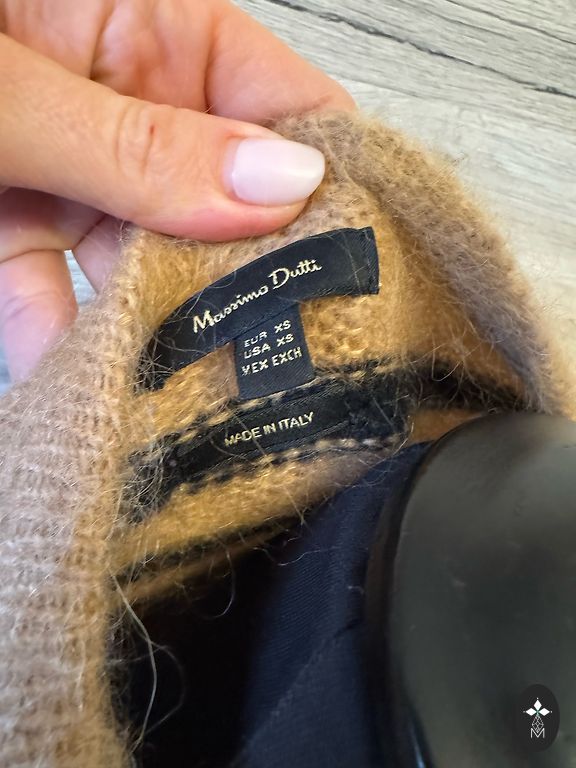 Massimo Dutti
EUR XS
USA XS
MEX EXCH
MADE IN ITALY
M